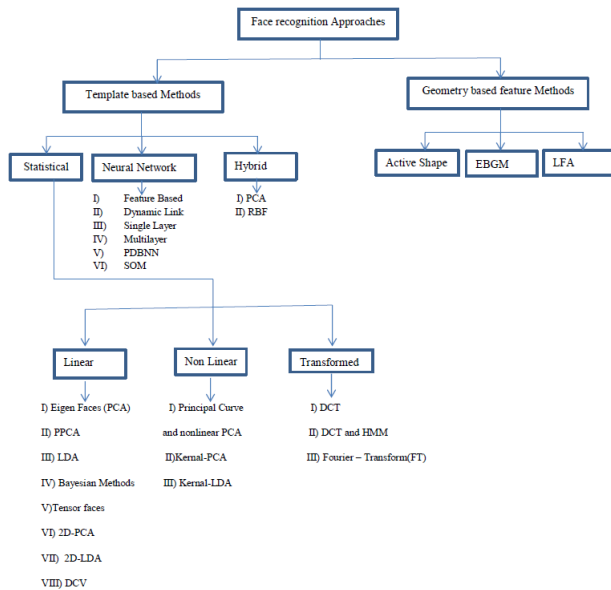 Face recognition Approaches
Template based Methods
Geometry based feature Methods
Statistical
Neural Network
Hybrid
Active Shape
EBGM
LFA
I) Feature Based
II) Dynamic Link
III) Single Layer
IV) Multilayer
V) PDBNN
VI) SOM
I) PCA
II) RBF
Linear
Non Linear
Transformed
I) Eigen Faces (PCA)
II) PPCA
III) LDA
IV) Bayesian Methods
V)Tensor faces
VI) 2D-PCA
VII) 2D-LDA
VIII) DCV
I) Principal Curve
and nonlinear PCA
II)Kernal-PCA
III) Kernal-LDA
I) DCT
II) DCT and HMM
III) Fourier – Transform(FT)